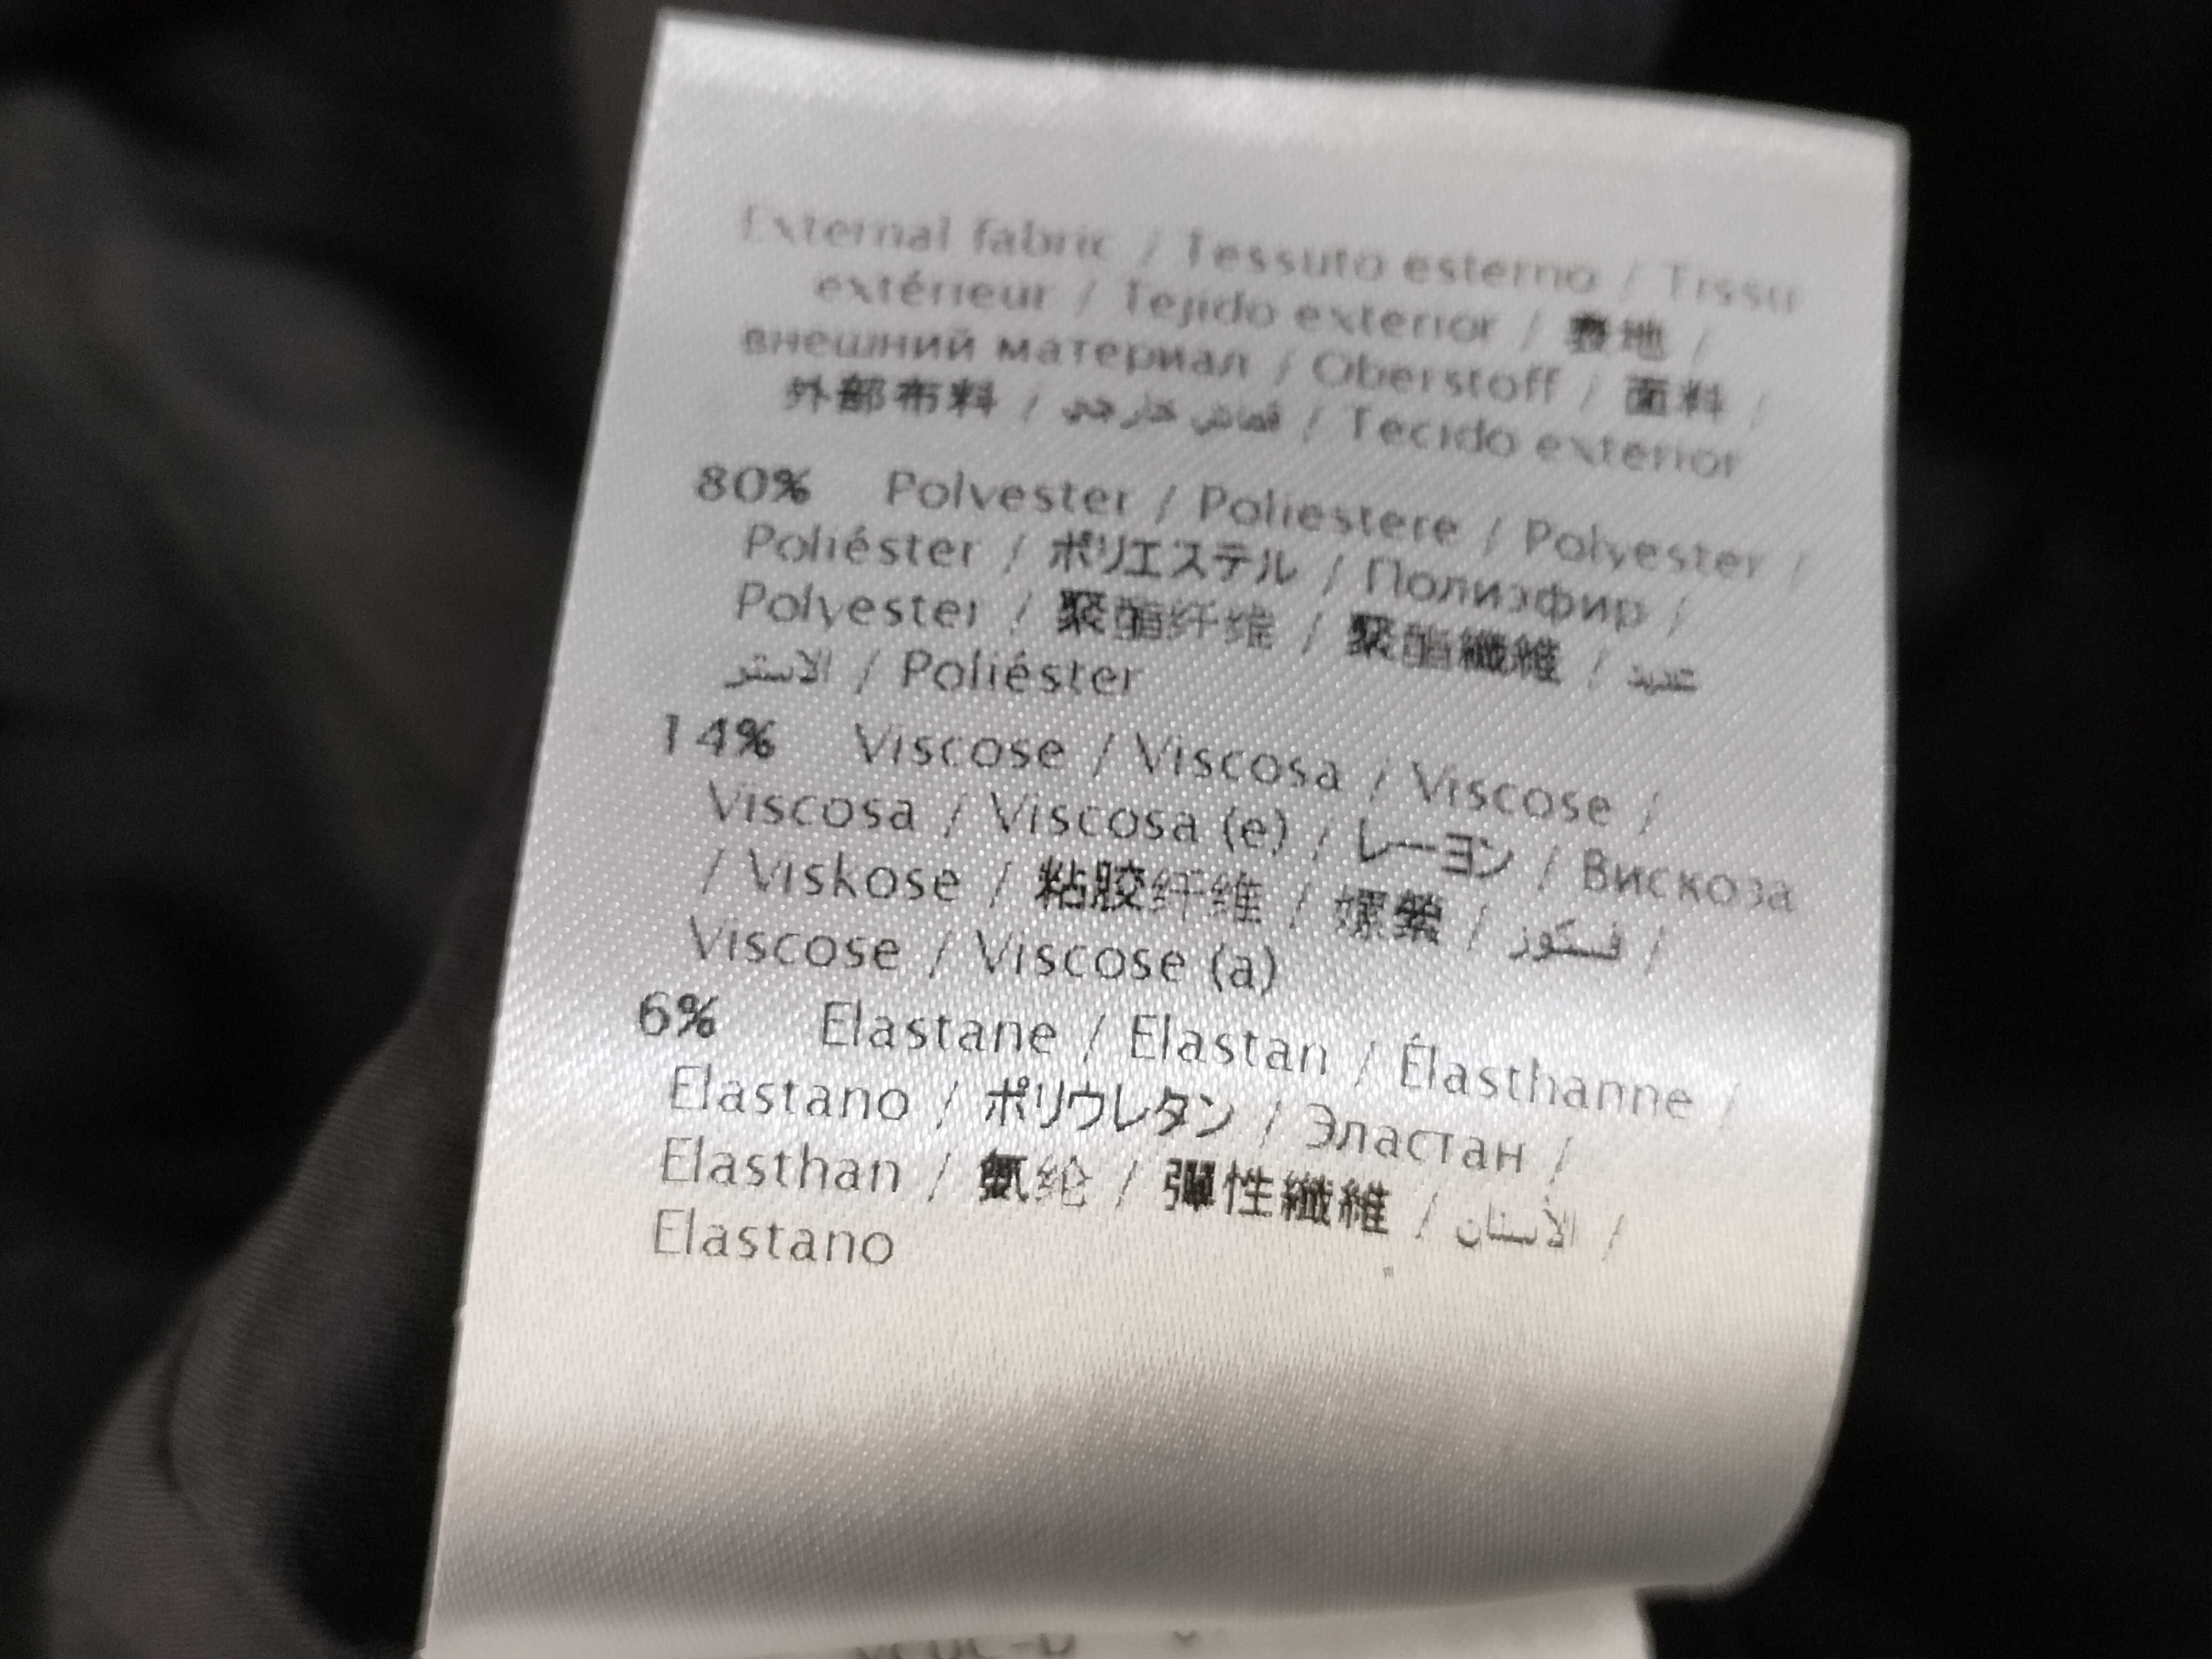 External fabric / Tessuto esterno / Tissu
extérieur / Tejido exterior / 表地 /
внешний материал / Oberstoff / 面料 /
外部布料 / قماش خارجي / Tecido exterior
80% Polyester / Poliestere / Polyester /
Poliéster / ポリエステル / Полиэфир /
Polyester / 聚酯纤维 / 聚酯纖維 / عديد
الاستر / Poliéster
14% Viscose / Viscosa / Viscose /
Viscosa / Viscosa (e) / レーヨン / Вискоза
/ Viskose / 粘胶纤维 / 嫘縈 / فسكوز /
Viscose / Viscose (a)
6% Elastane / Elastan / Élasthanne /
Elastano / ポリウレタン / Эластан /
Elasthan / 氨纶 / 彈性纖維 / الأستان /
Elastano